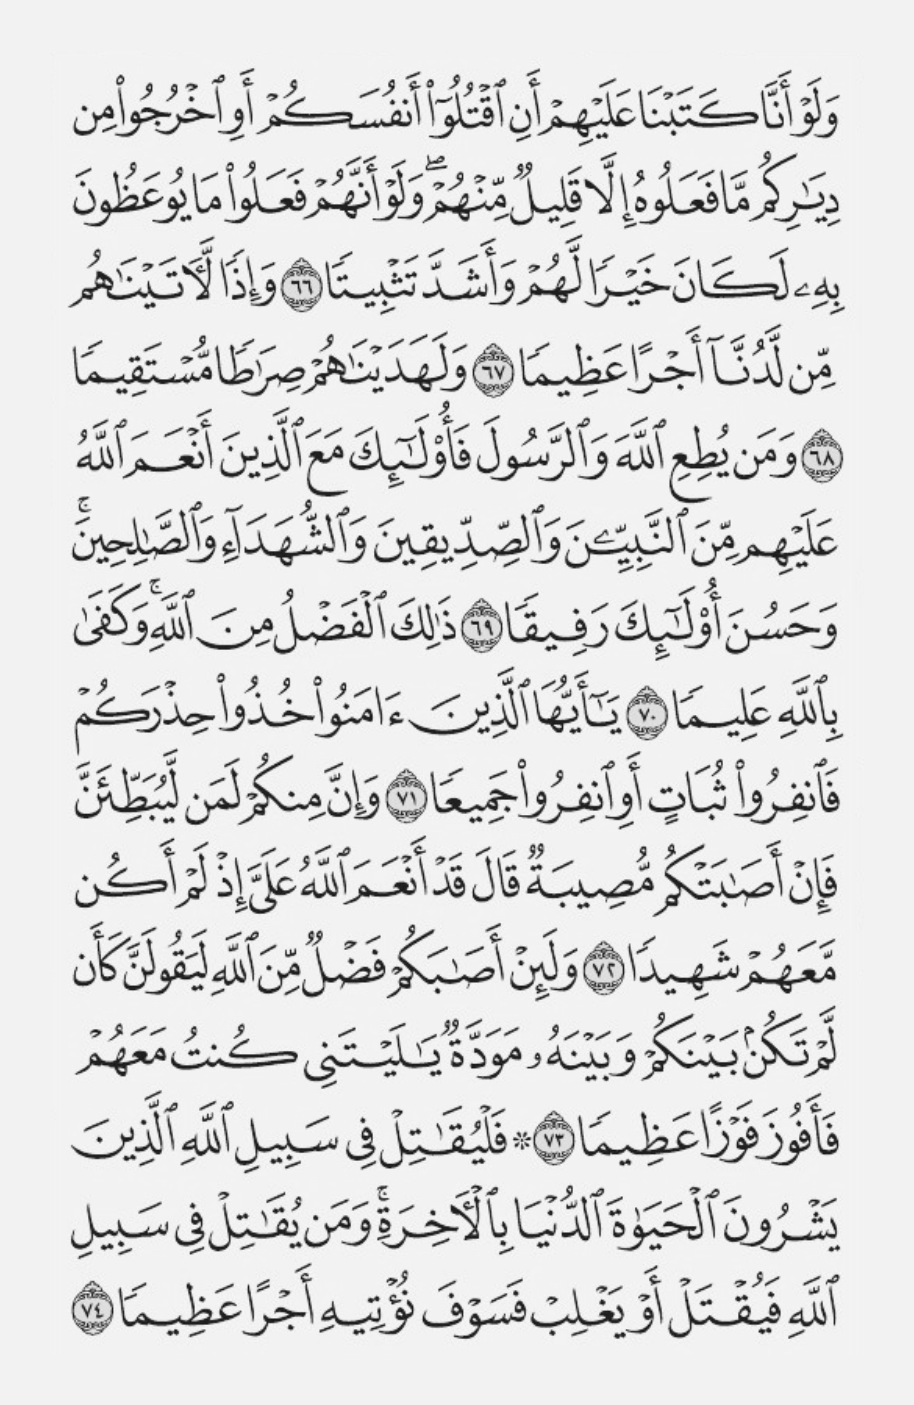 وَلَوۡ أَنَّا كَتَبۡنَا عَلَيۡهِمۡ أَنِ ٱقۡتُلُوٓاْ أَنفُسَكُمۡ أَوِ ٱخۡرُجُواْ مِن
دِيَٰرِكُم مَّا فَعَلُوهُ إِلَّا قَلِيلٞ مِّنۡهُمۡۖ وَلَوۡ أَنَّهُمۡ فَعَلُواْ مَا يُوعَظُونَ
بِهِۦ لَكَانَ خَيۡرٗا لَّهُمۡ وَأَشَدَّ تَثۡبِيتٗا ٦٦ وَإِذٗا لَّأٓتَيۡنَٰهُم
مِّن لَّدُنَّآ أَجۡرًا عَظِيمٗا ٦٧ وَلَهَدَيۡنَٰهُمۡ صِرَٰطٗا مُّسۡتَقِيمٗا
٦٨ وَمَن يُطِعِ ٱللَّهَ وَٱلرَّسُولَ فَأُوْلَٰٓئِكَ مَعَ ٱلَّذِينَ أَنۡعَمَ ٱللَّهُ
عَلَيۡهِم مِّنَ ٱلنَّبِيِّـۧنَ وَٱلصِّدِّيقِينَ وَٱلشُّهَدَآءِ وَٱلصَّٰلِحِينَۚ
وَحَسُنَ أُوْلَٰٓئِكَ رَفِيقٗا ٦٩ ذَٰلِكَ ٱلۡفَضۡلُ مِنَ ٱللَّهِۚ وَكَفَىٰ
بِٱللَّهِ عَلِيمٗا ٧٠ يَٰٓأَيُّهَا ٱلَّذِينَ ءَامَنُواْ خُذُواْ حِذۡرَكُمۡ
فَٱنفِرُواْ ثُبَاتٍ أَوِ ٱنفِرُواْ جَمِيعٗا ٧١ وَإِنَّ مِنكُمۡ لَمَن لَّيُبَطِّئَنَّ
فَإِنۡ أَصَٰبَتۡكُم مُّصِيبَةٞ قَالَ قَدۡ أَنۡعَمَ ٱللَّهُ عَلَيَّ إِذۡ لَمۡ أَكُن
مَّعَهُمۡ شَهِيدٗا ٧٢ وَلَئِنۡ أَصَٰبَكُمۡ فَضۡلٞ مِّنَ ٱللَّهِ لَيَقُولَنَّ كَأَن
لَّمۡ تَكُنۢ بَيۡنَكُمۡ وَبَيۡنَهُۥ مَوَدَّةٞ يَٰلَيۡتَنِي كُنتُ مَعَهُمۡ
فَأَفُوزَ فَوۡزًا عَظِيمٗا ٧٣ ۞ فَلۡيُقَٰتِلۡ فِي سَبِيلِ ٱللَّهِ ٱلَّذِينَ
يَشۡرُونَ ٱلۡحَيَوٰةَ ٱلدُّنۡيَا بِٱلۡأٓخِرَةِۚ وَمَن يُقَٰتِلۡ فِي سَبِيلِ
ٱللَّهِ فَيُقۡتَلۡ أَوۡ يَغۡلِبۡ فَسَوۡفَ نُؤۡتِيهِ أَجۡرًا عَظِيمٗا ٧٤